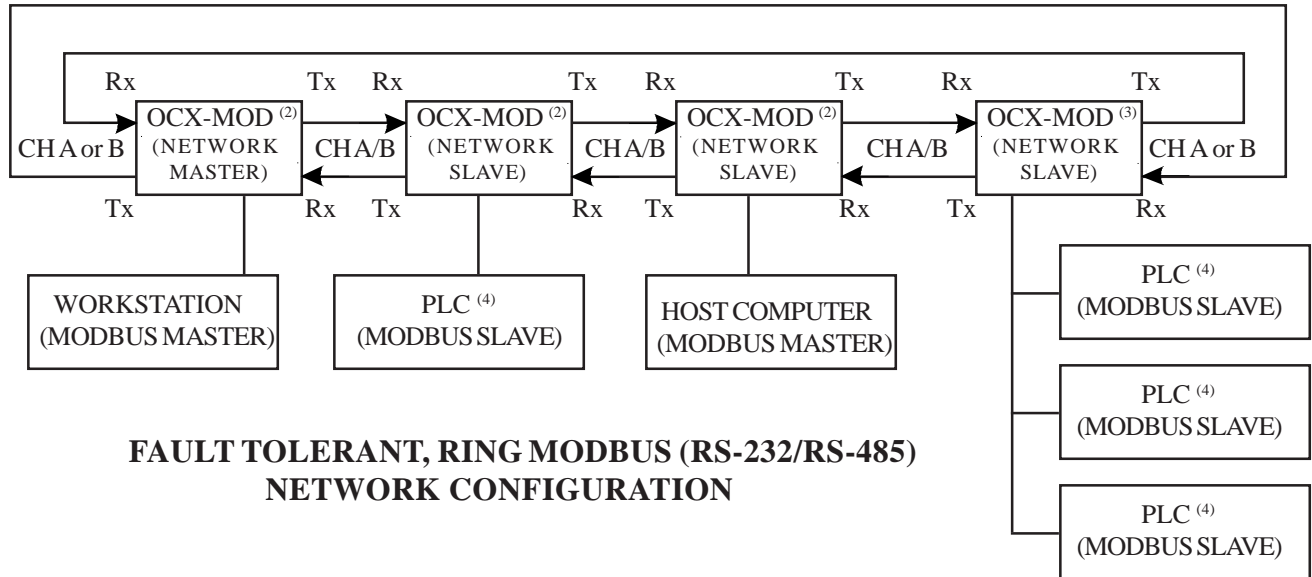 Rx Tx Rx Tx Rx Tx Rx Tx
OCX-MOD (2) OCX-MOD (2) OCX-MOD (2) OCX-MOD (3)
CH A or B (NETWORK MASTER) CH A/B (NETWORK SLAVE) CH A/B (NETWORK SLAVE) CH A/B (NETWORK SLAVE) CH A or B
Tx Rx Tx Rx Tx Rx Tx Rx
WORKSTATION
(MODBUS MASTER)
PLC (4)
(MODBUS SLAVE)
HOST COMPUTER
(MODBUS MASTER)
PLC (4)
(MODBUS SLAVE)
PLC (4)
(MODBUS SLAVE)
PLC (4)
(MODBUS SLAVE)
FAULT TOLERANT, RING MODBUS (RS-232/RS-485)
NETWORK CONFIGURATION